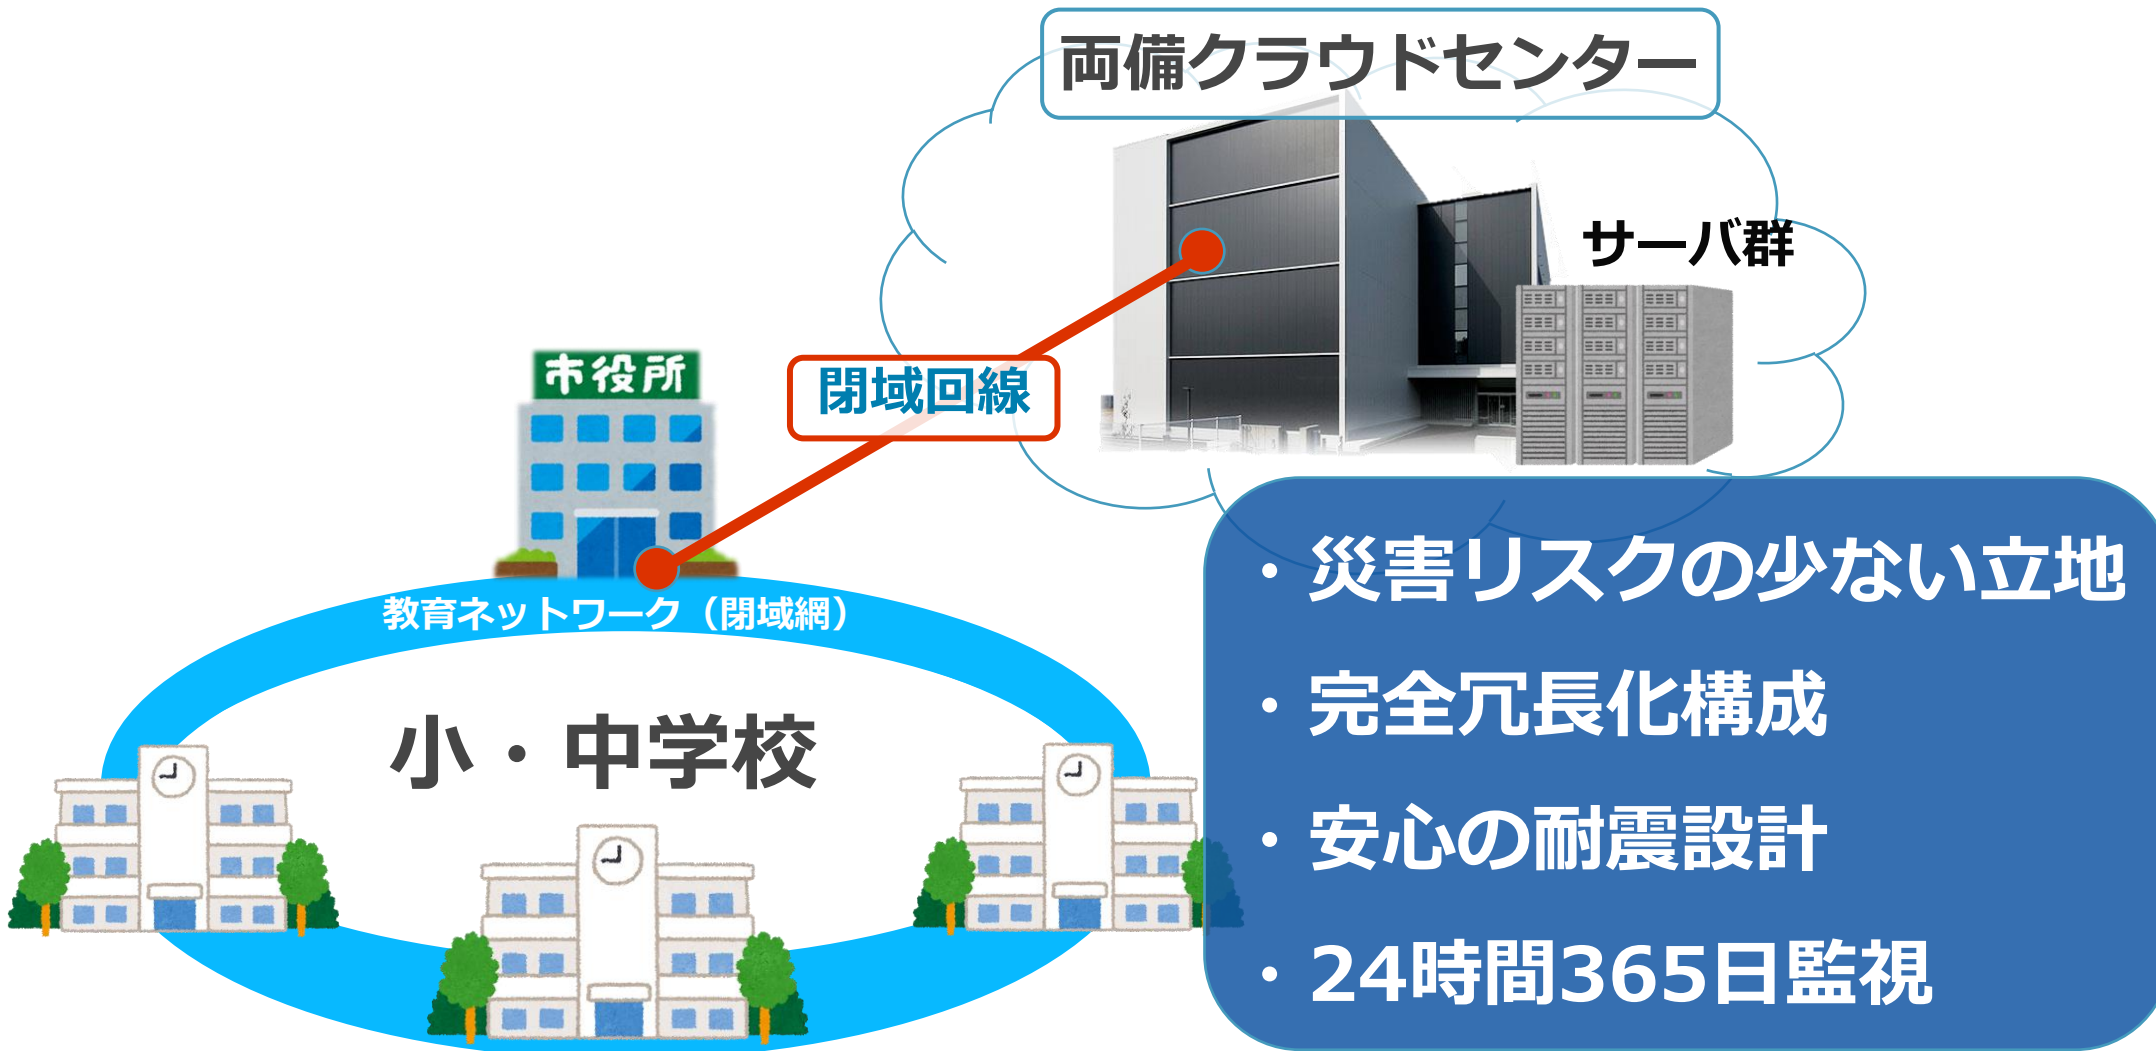 両備クラウドセンター
サーバ群
市役所
閉域回線
教育ネットワーク（閉域網）
小・中学校
・災害リスクの少ない立地
・完全冗長化構成
・安心の耐震設計
・24時間365日監視